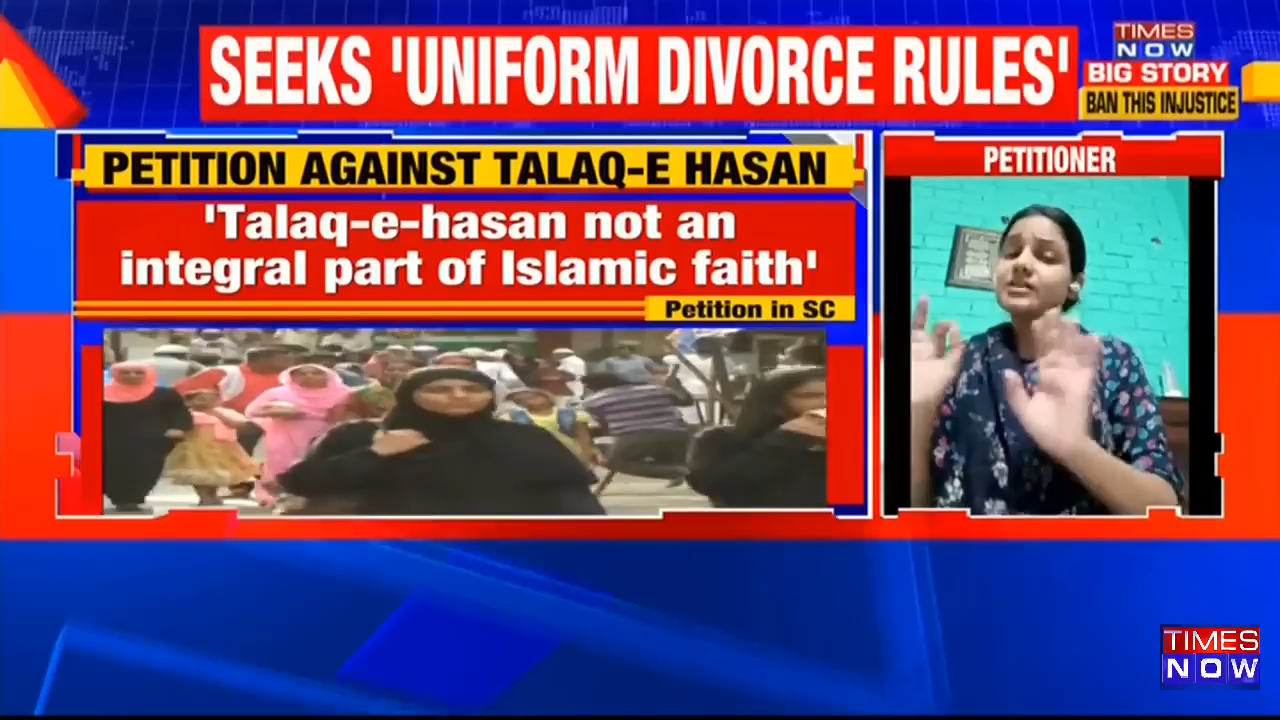 SEEKS 'UNIFORM DIVORCE RULES'
TIMES
NOW
BIG STORY
BAN THIS INJUSTICE
PETITION AGAINST TALAQ-E HASAN
'Talaq-e-hasan not an
integral part of Islamic faith'
Petition in SC
PETITIONER
TIMES
NOW